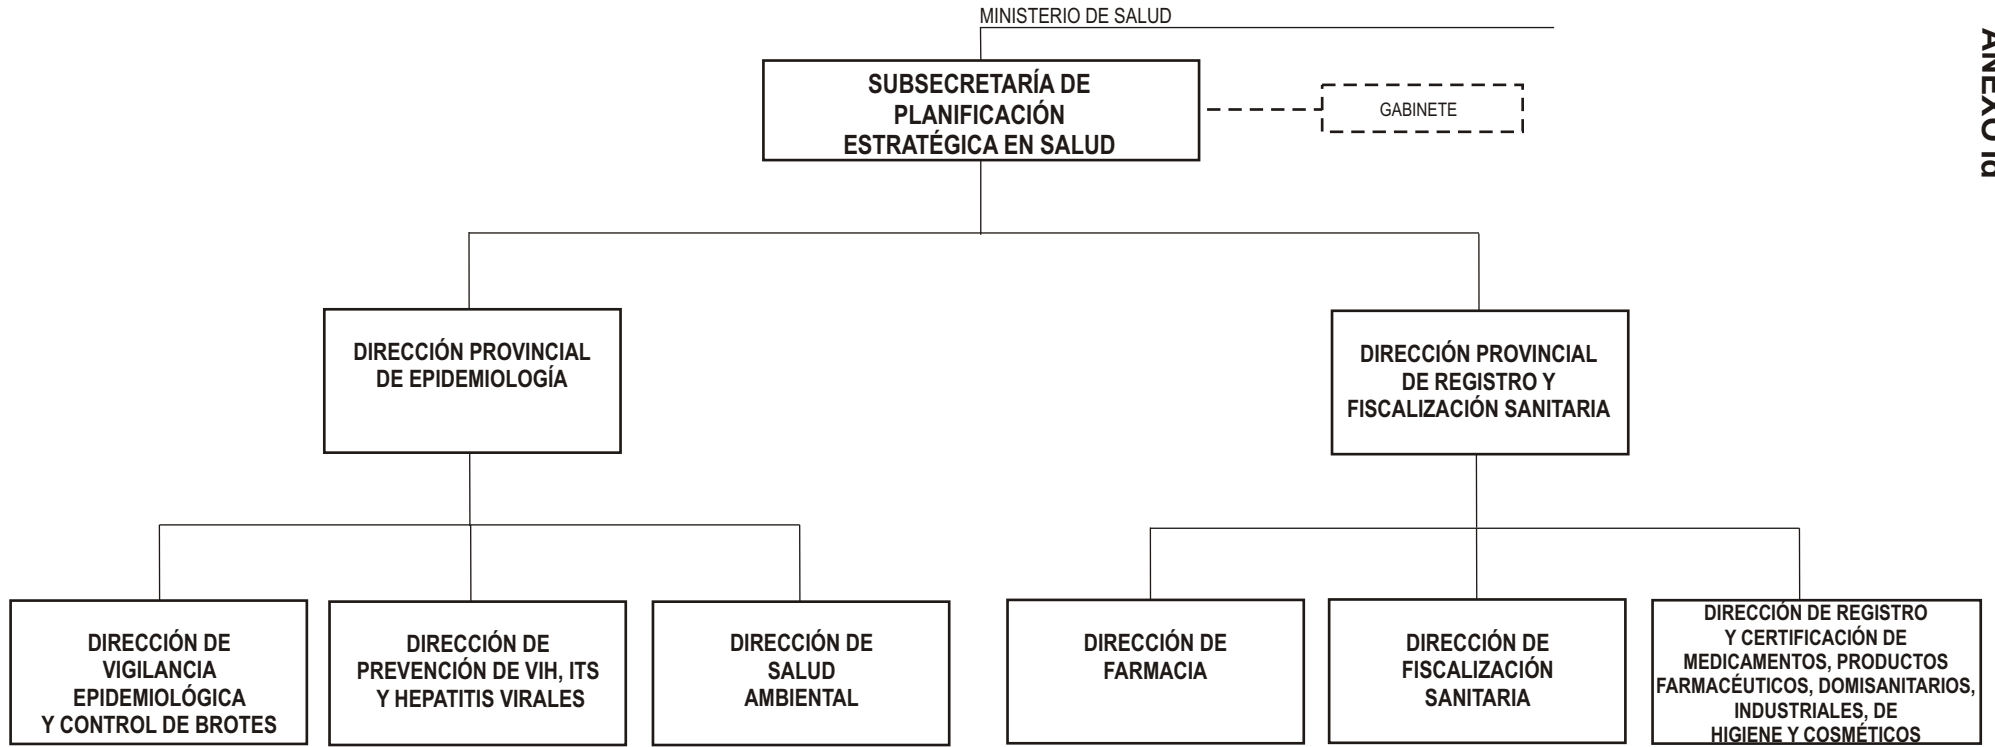 MINISTERIO DE SALUD
ANEXO Id
SUBSECRETARÍA DE
PLANIFICACIÓN
ESTRATÉGICA EN SALUD
GABINETE
DIRECCIÓN PROVINCIAL
DE EPIDEMIOLOGÍA
DIRECCIÓN PROVINCIAL
DE REGISTRO Y
FISCALIZACIÓN SANITARIA
DIRECCIÓN DE
VIGILANCIA
EPIDEMIOLÓGICA
Y CONTROL DE BROTES
DIRECCIÓN DE
PREVENCIÓN DE VIH, ITS
Y HEPATITIS VIRALES
DIRECCIÓN DE
SALUD
AMBIENTAL
DIRECCIÓN DE
FARMACIA
DIRECCIÓN DE
FISCALIZACIÓN
SANITARIA
DIRECCIÓN DE REGISTRO
Y CERTIFICACIÓN DE
MEDICAMENTOS, PRODUCTOS
FARMACÉUTICOS, DOMISANITARIOS,
INDUSTRIALES, DE
HIGIENE Y COSMÉTICOS